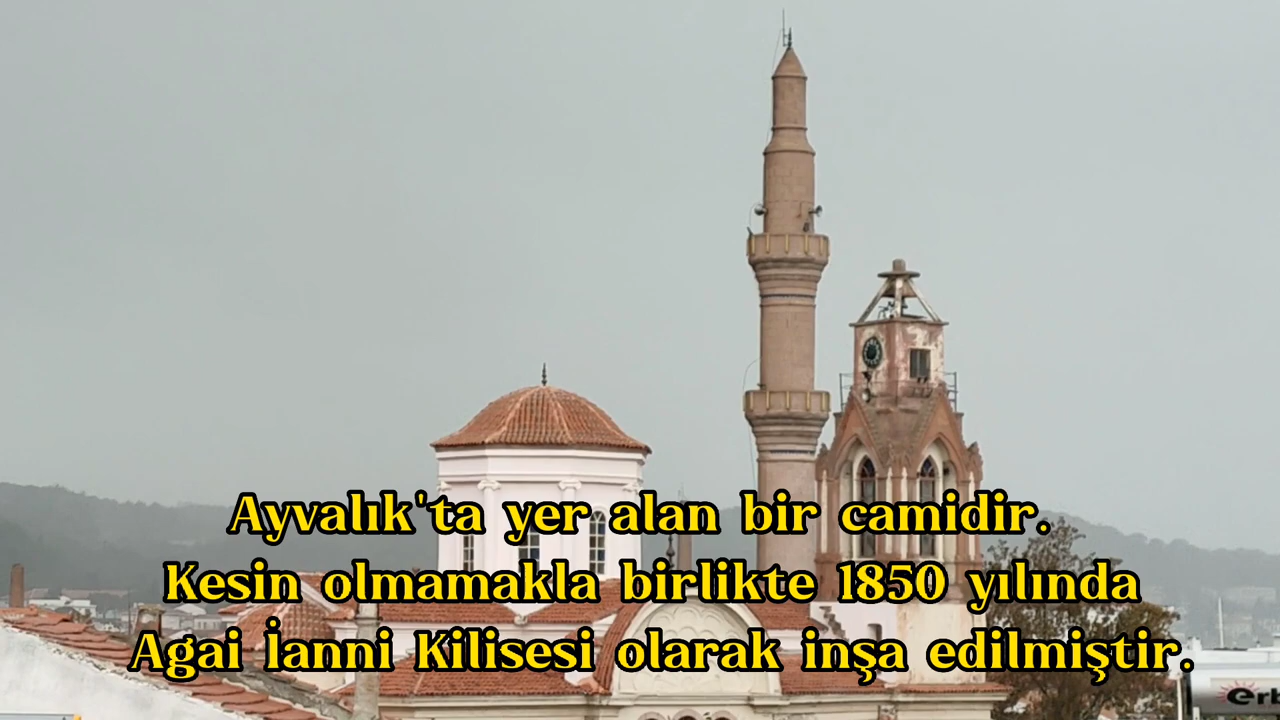 Ayvalık'ta yer alan bir camidir.
Kesin olmamakla birlikte 1850 yılında
Agai İanni Kilisesi olarak inşa edilmiştir.